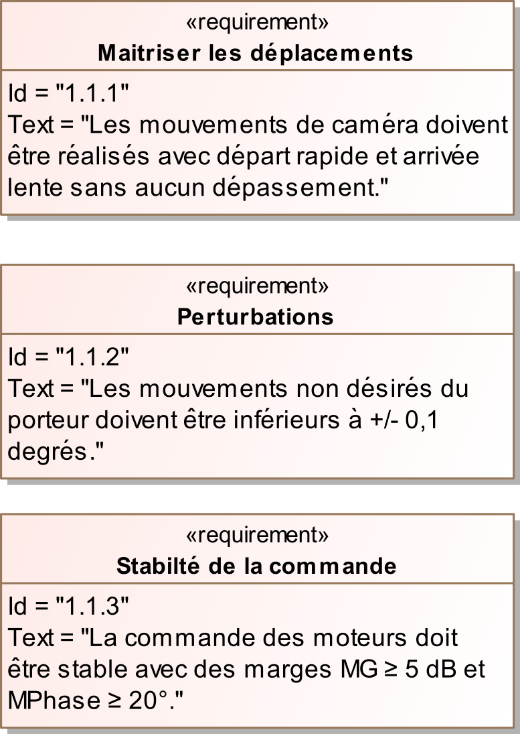 «requirement»
Maitriser les déplacements
Id = "1.1.1"
Text = "Les mouvements de caméra doivent
être réalisés avec départ rapide et arrivée
lente sans aucun dépassement."
«requirement»
Perturbations
Id = "1.1.2"
Text = "Les mouvements non désirés du
porteur doivent être inférieurs à +/- 0,1
degrés."
«requirement»
Stabilté de la commande
Id = "1.1.3"
Text = "La commande des moteurs doit
être stable avec des marges MG ≥ 5 dB et
MPhase ≥ 20°."